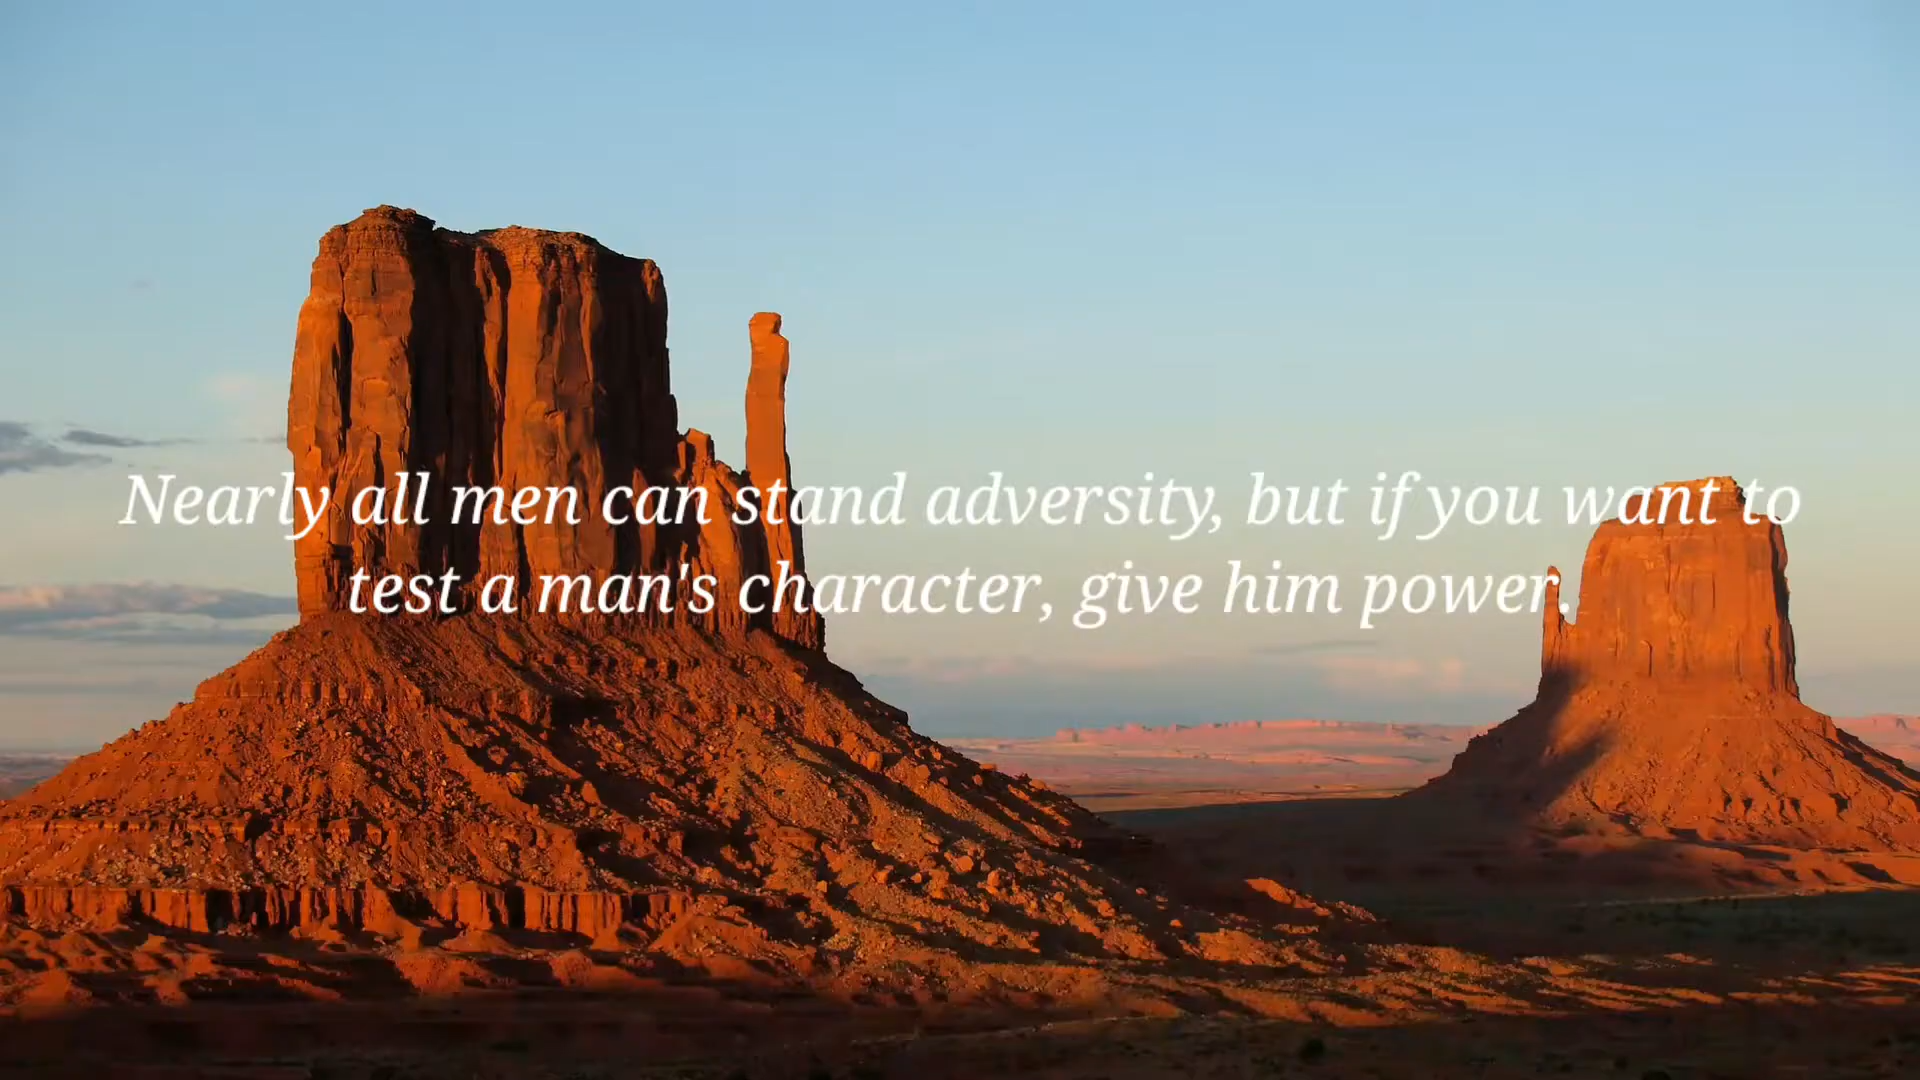 Nearly all men can stand adversity, but if you want to
test a man's character, give him power.